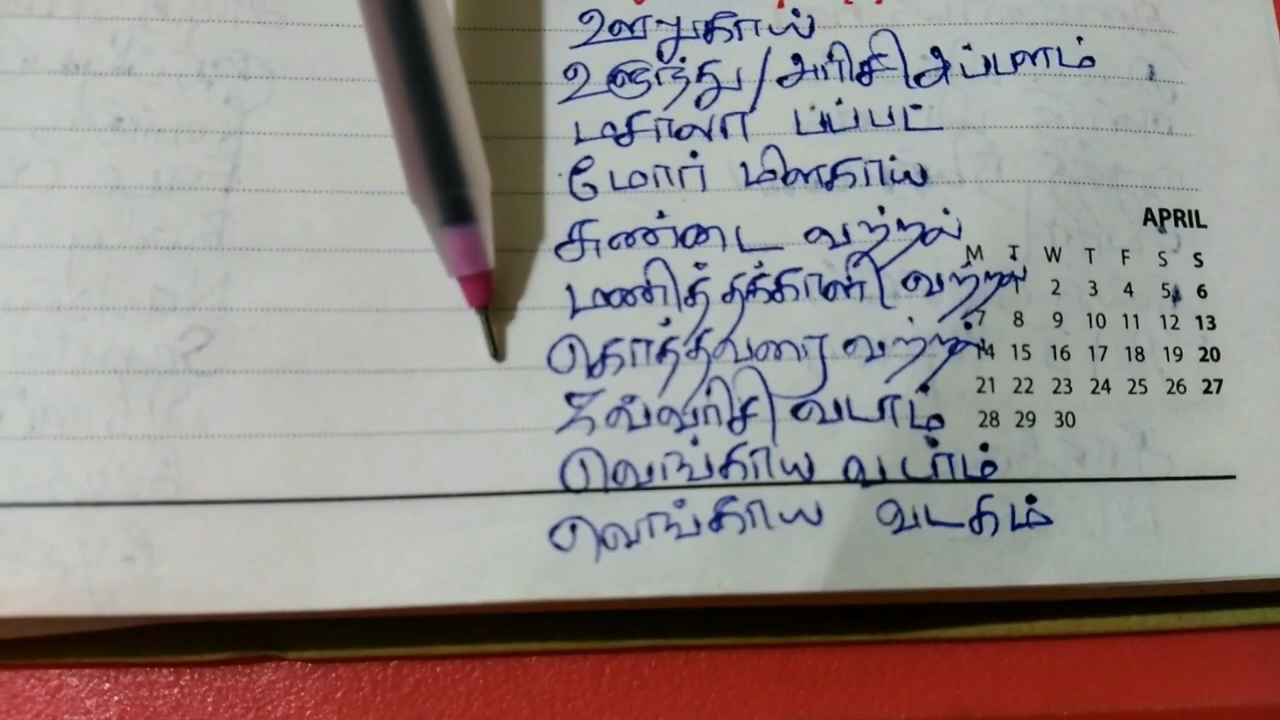 ஊறுகாய்
உளுந்து/அரிசி அப்பளம்
மசாலா பப்பட்
மோர் மிளகாய்
சுண்டை வற்றல்
மணித்தக்காளி வற்றல்
கொத்தவரை வற்றல்
ஜவ்வரிசி வடாம்
வெங்காய வடாம்
வெங்காய வடகம்
APRIL
M T W T F S S
1 2 3 4 5 6
7 8 9 10 11 12 13
14 15 16 17 18 19 20
21 22 23 24 25 26 27
28 29 30